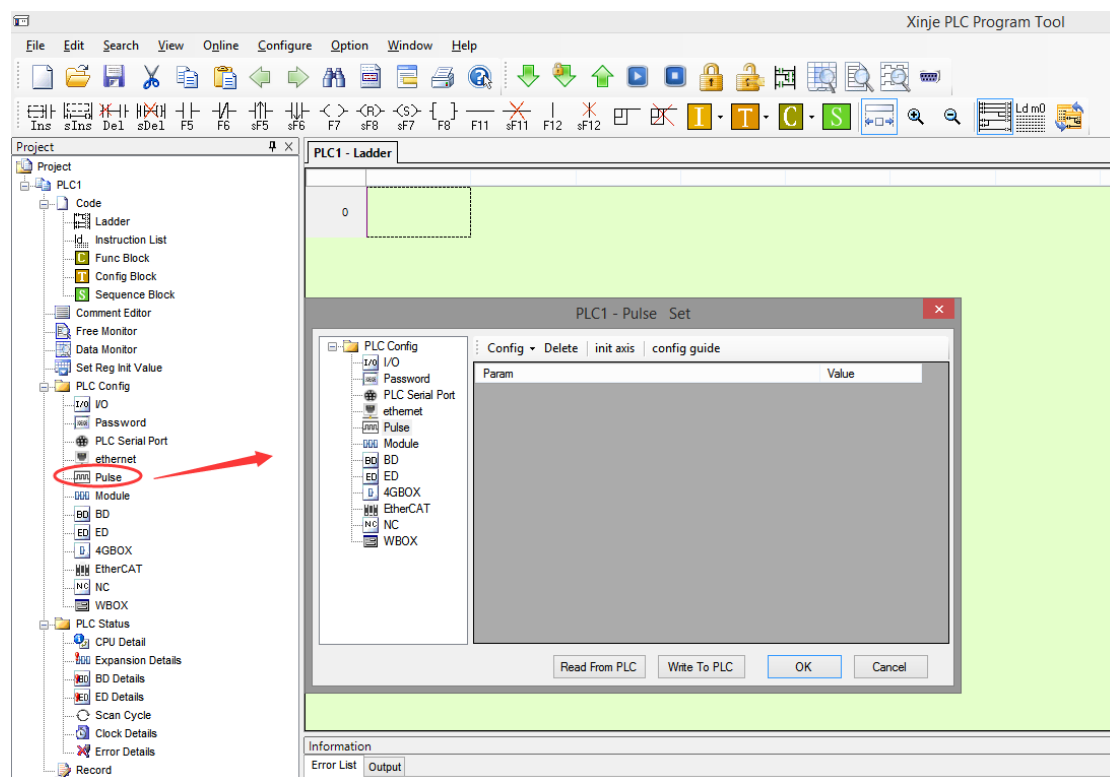 Xinje PLC Program Tool
File Edit Search View Online Configure Option Window Help
Ins sIns Del sDel F5 F6 sF5 sF6 F7 sF8 sF7 F8 F11 sF11 F12 sF12 I T C S Ld m0
Project
PLC1 - Ladder
Project
PLC1
Code
Ladder
Instruction List
Func Block
Config Block
Sequence Block
Comment Editor
Free Monitor
Data Monitor
Set Reg Init Value
PLC Config
I/O
Password
PLC Serial Port
ethernet
Pulse
Module
BD
ED
4GBOX
EtherCAT
NC
WBOX
PLC Status
CPU Detail
Expansion Details
BD Details
ED Details
Scan Cycle
Clock Details
Error Details
Record
0
PLC1 - Pulse Set
PLC Config
I/O
Password
PLC Serial Port
ethernet
Pulse
Module
BD
ED
4GBOX
EtherCAT
NC
WBOX
Config Delete init axis config guide
Param Value
Read From PLC Write To PLC OK Cancel
Information
Error List Output